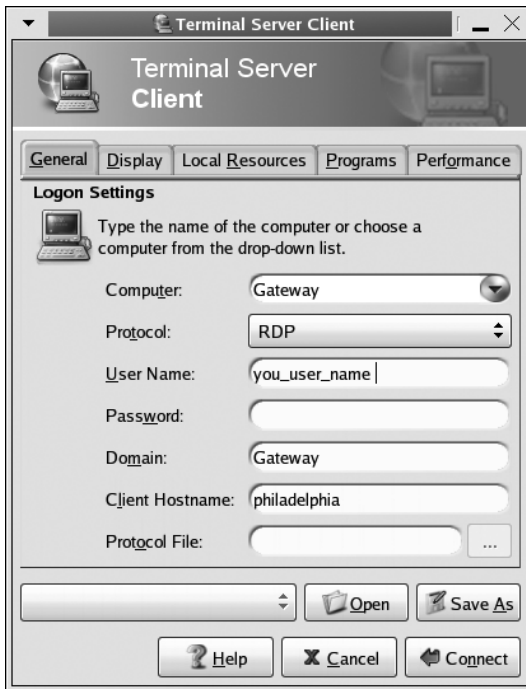 Terminal Server Client
Terminal Server
Client
General Display Local Resources Programs Performance
Logon Settings
Type the name of the computer or choose a
computer from the drop-down list.
Computer: Gateway
Protocol: RDP
User Name: you_user_name
Password:
Domain: Gateway
Client Hostname: philadelphia
Protocol File: ...
Open Save As
Help Cancel Connect